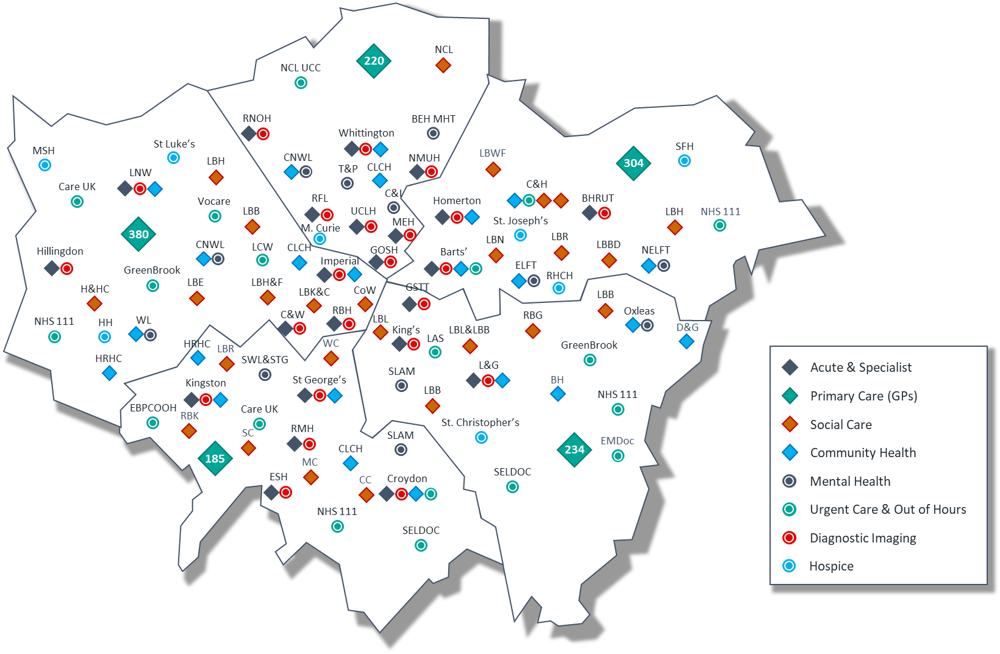 220
NCL
NCL UCC
RNOH
Whittington
BEH MHT
CNWL
T&P
CLCH
NMUH
C&I
RFL
UCLH
MEH
M. Curie
GOSH
MSH
St Luke's
LBH
LNW
Care UK
Vocare
LBB
380
CNWL
LCW
CLCH
Hillingdon
Imperial
GreenBrook
H&HC
LBE
LBH&F
LBK&C
CoW
NHS 111
HH
WL
C&W
RBH
HRHC
LBWF
304
SFH
C&H
Homerton
BHRUT
St. Joseph's
LBH
NHS 111
LBN
LBR
LBBD
NELFT
Barts'
ELFT
RHCH
HRHC
LBR
SWL&STG
WC
Kingston
St George's
EBPCOOH
RBK
Care UK
SC
RMH
185
SLAM
CLCH
MC
ESH
CC
Croydon
NHS 111
SELDOC
GSTT
LBL
King's
LAS
LBL&LBB
RBG
LBB
Oxleas
D&G
GreenBrook
SLAM
L&G
BH
LBB
NHS 111
St. Christopher's
234
EMDoc
SELDOC
Acute & Specialist
Primary Care (GPs)
Social Care
Community Health
Mental Health
Urgent Care & Out of Hours
Diagnostic Imaging
Hospice